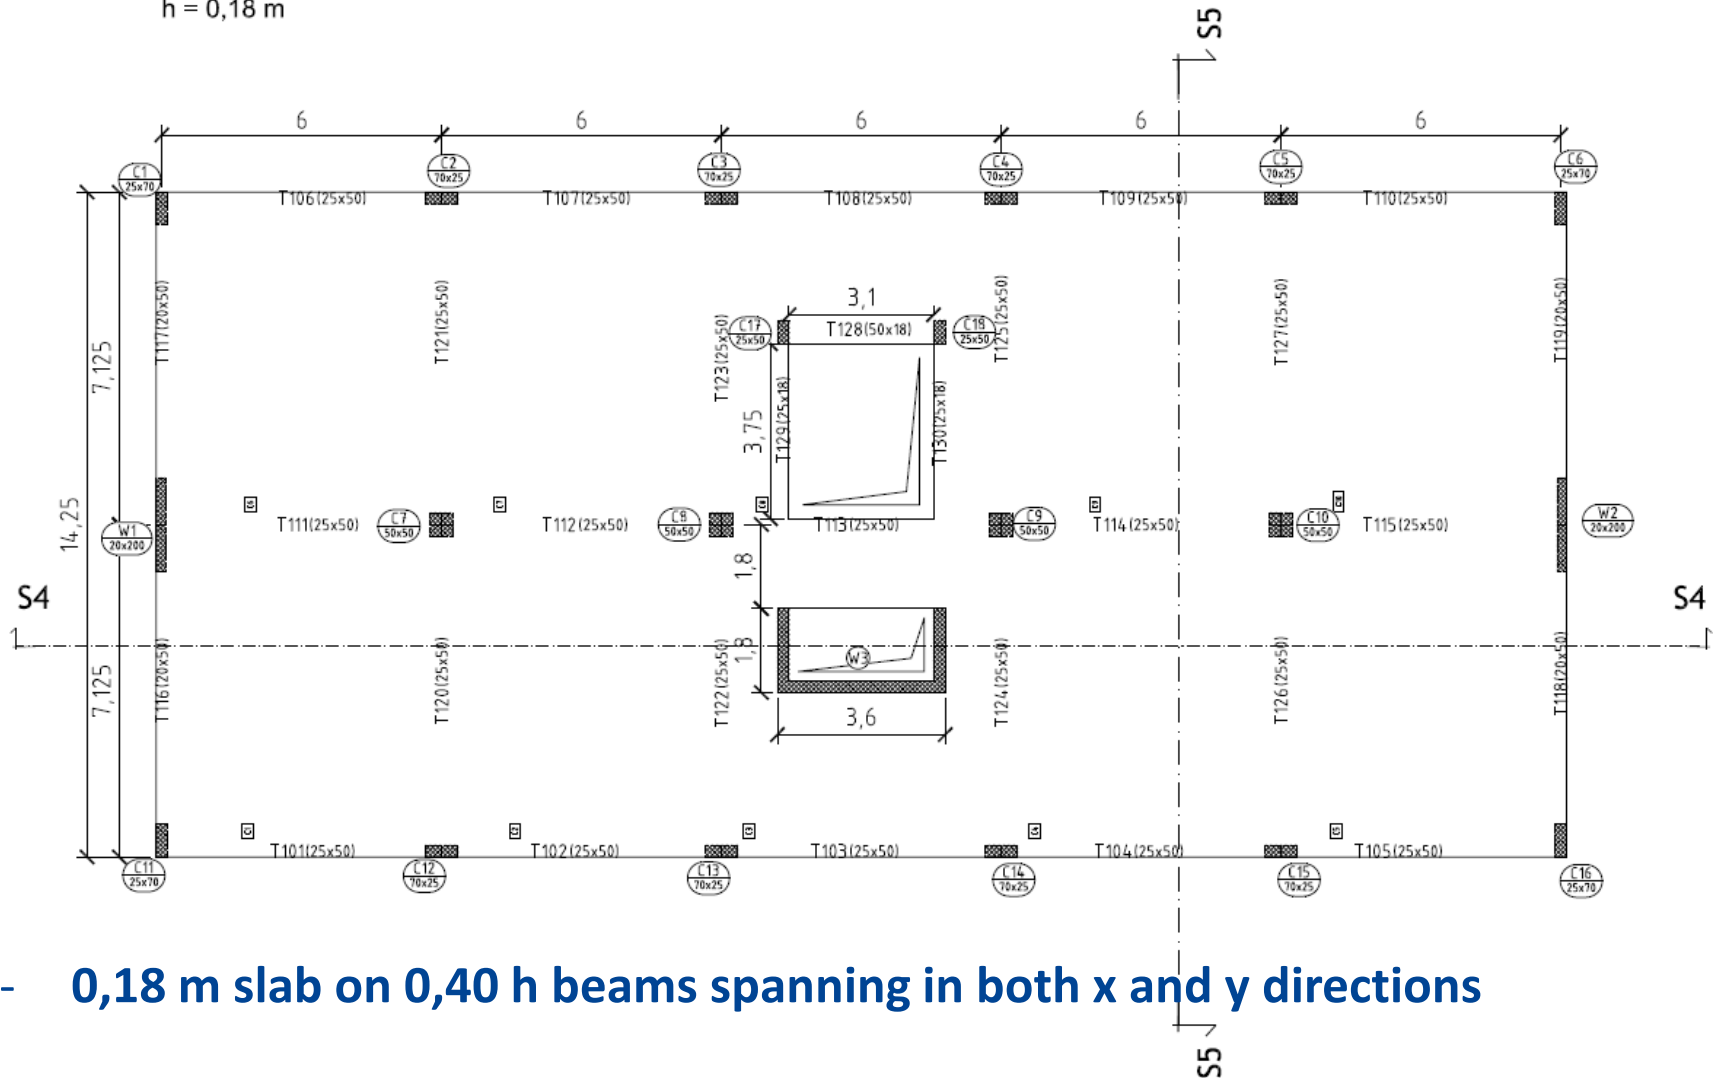 h = 0,18 m
S5
6 6 6 6 6
C1 25x70
C2 70x25
C3 70x25
C4 70x25
C5 70x25
C6 25x70
T106(25x50) T107(25x50) T108(25x50) T109(25x50) T110(25x50)
3,1
C17 25x50
T128(50x18)
C18 25x50
T117(20x50)
T121(25x50)
T123(25x50)
T125(25x50)
T127(25x50)
T119(20x50)
7,125
3,75
T129(25x18)
T130(25x18)
14,25
W1 20x200
T111(25x50)
C7 50x50
T112(25x50)
C8 50x50
T113(25x50)
C9 50x50
T114(25x50)
C10 50x50
T115(25x50)
W2 20x200
1,8
S4 S4
1,8
W3
7,125
T116(20x50)
T120(25x50)
T122(25x50)
T124(25x50)
T126(25x50)
T118(20x50)
3,6
T101(25x50) T102(25x50) T103(25x50) T104(25x50) T105(25x50)
C11 25x70
C12 70x25
C13 70x25
C14 70x25
C15 70x25
C16 25x70
- 0,18 m slab on 0,40 h beams spanning in both x and y directions
S5